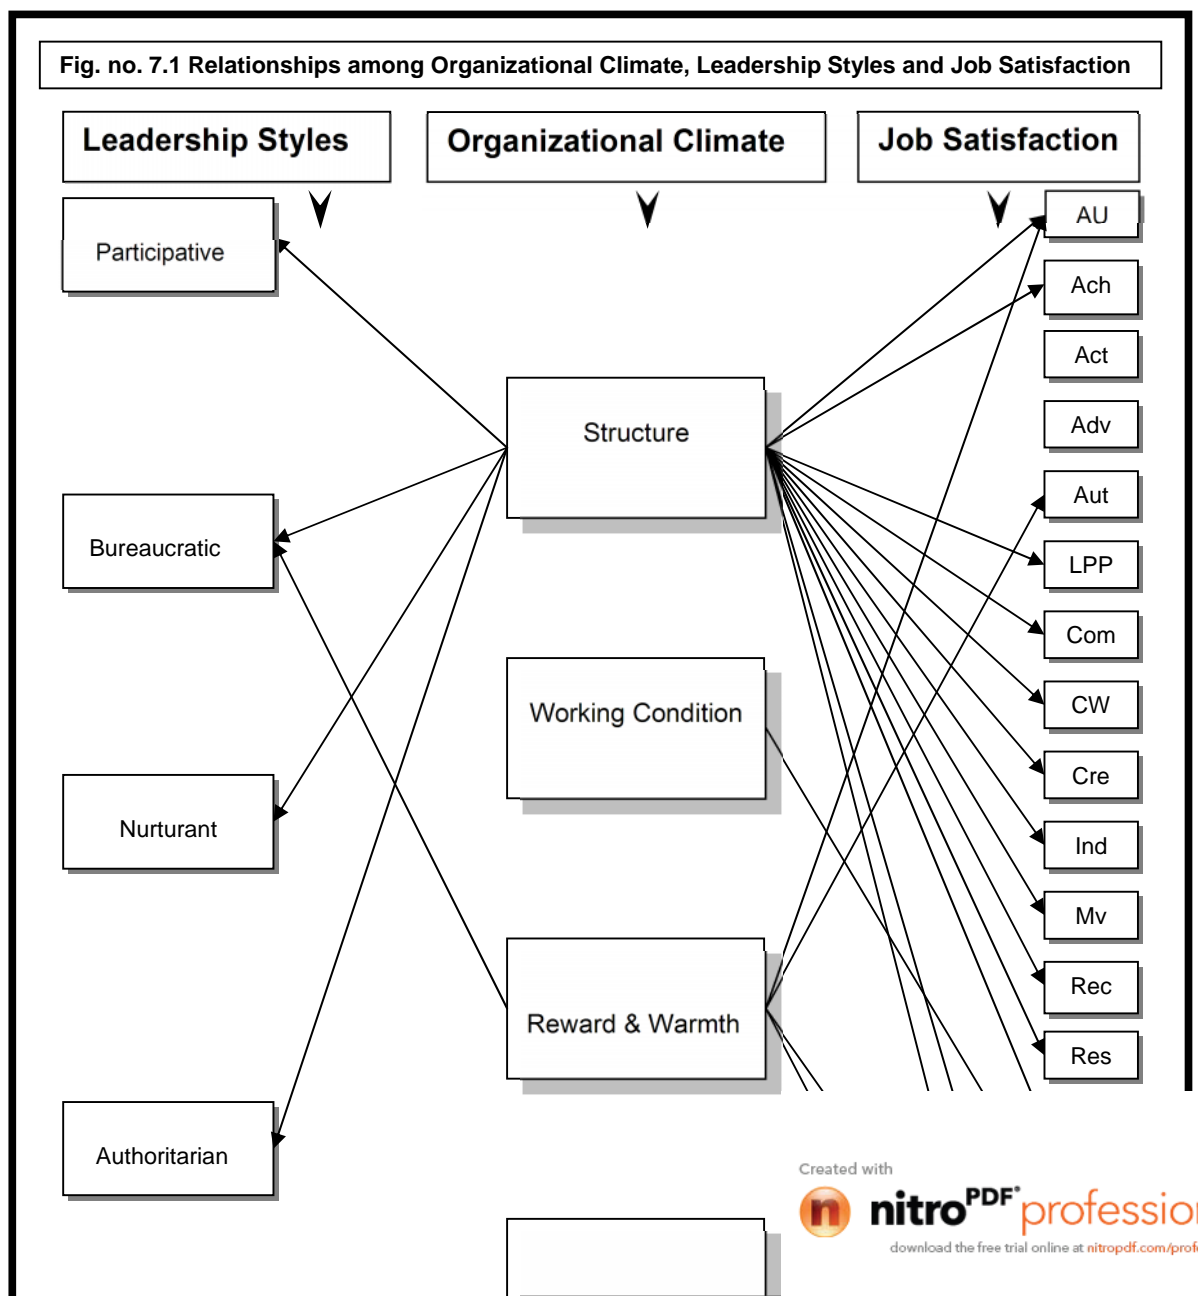 Fig. no. 7.1 Relationships among Organizational Climate, Leadership Styles and Job Satisfaction
Leadership Styles
Organizational Climate
Job Satisfaction
Participative
Bureaucratic
Nurturant
Authoritarian
Structure
Working Condition
Reward & Warmth
AU
Ach
Act
Adv
Aut
LPP
Com
CW
Cre
Ind
Mv
Rec
Res
Created with
n nitroPDF® profession
download the free trial online at nitropdf.com/profe